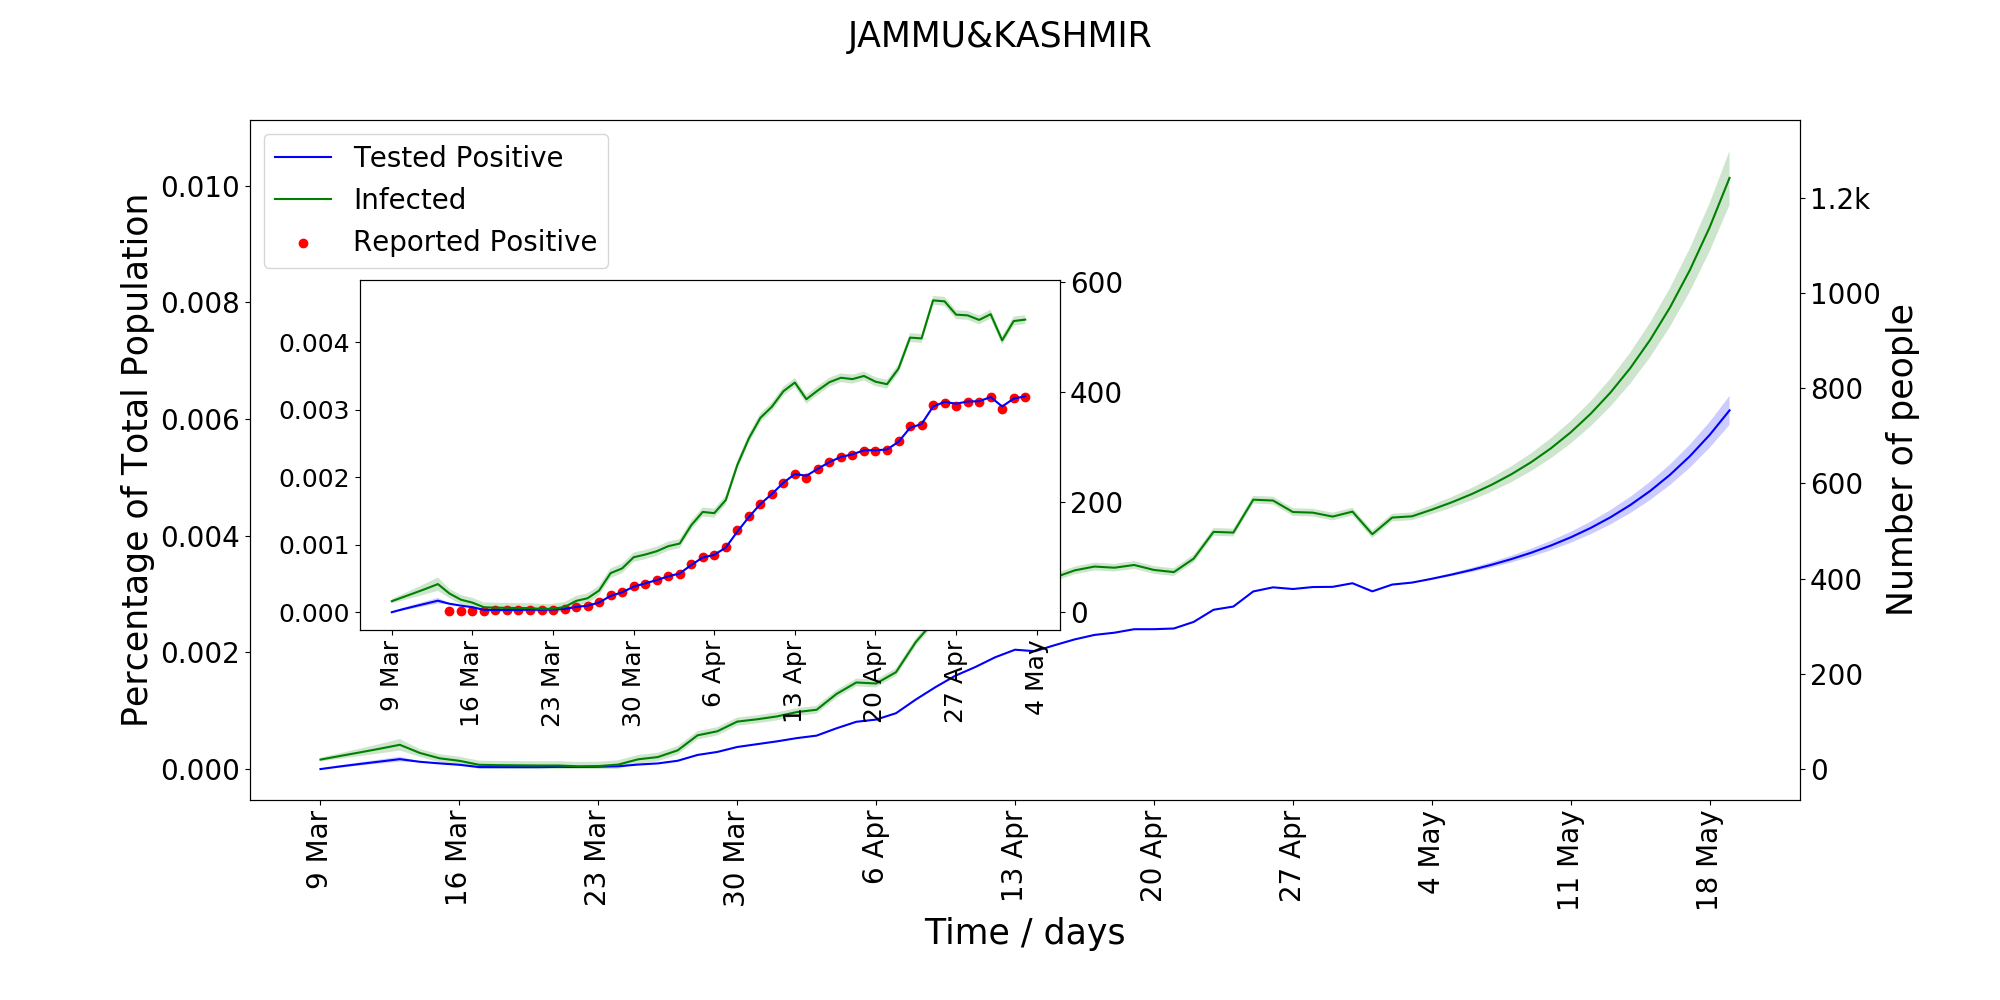 JAMMU&KASHMIR
Tested Positive
Infected
Reported Positive
Percentage of Total Population
0.010
0.008
0.006
0.004
0.002
0.000
1.2k
1000
800
600
400
200
0
Number of people
0.004
0.003
0.002
0.001
0.000
600
400
200
0
9 Mar
16 Mar
23 Mar
30 Mar
6 Apr
13 Apr
20 Apr
27 Apr
4 May
9 Mar
16 Mar
23 Mar
30 Mar
6 Apr
13 Apr
20 Apr
27 Apr
4 May
11 May
18 May
Time / days